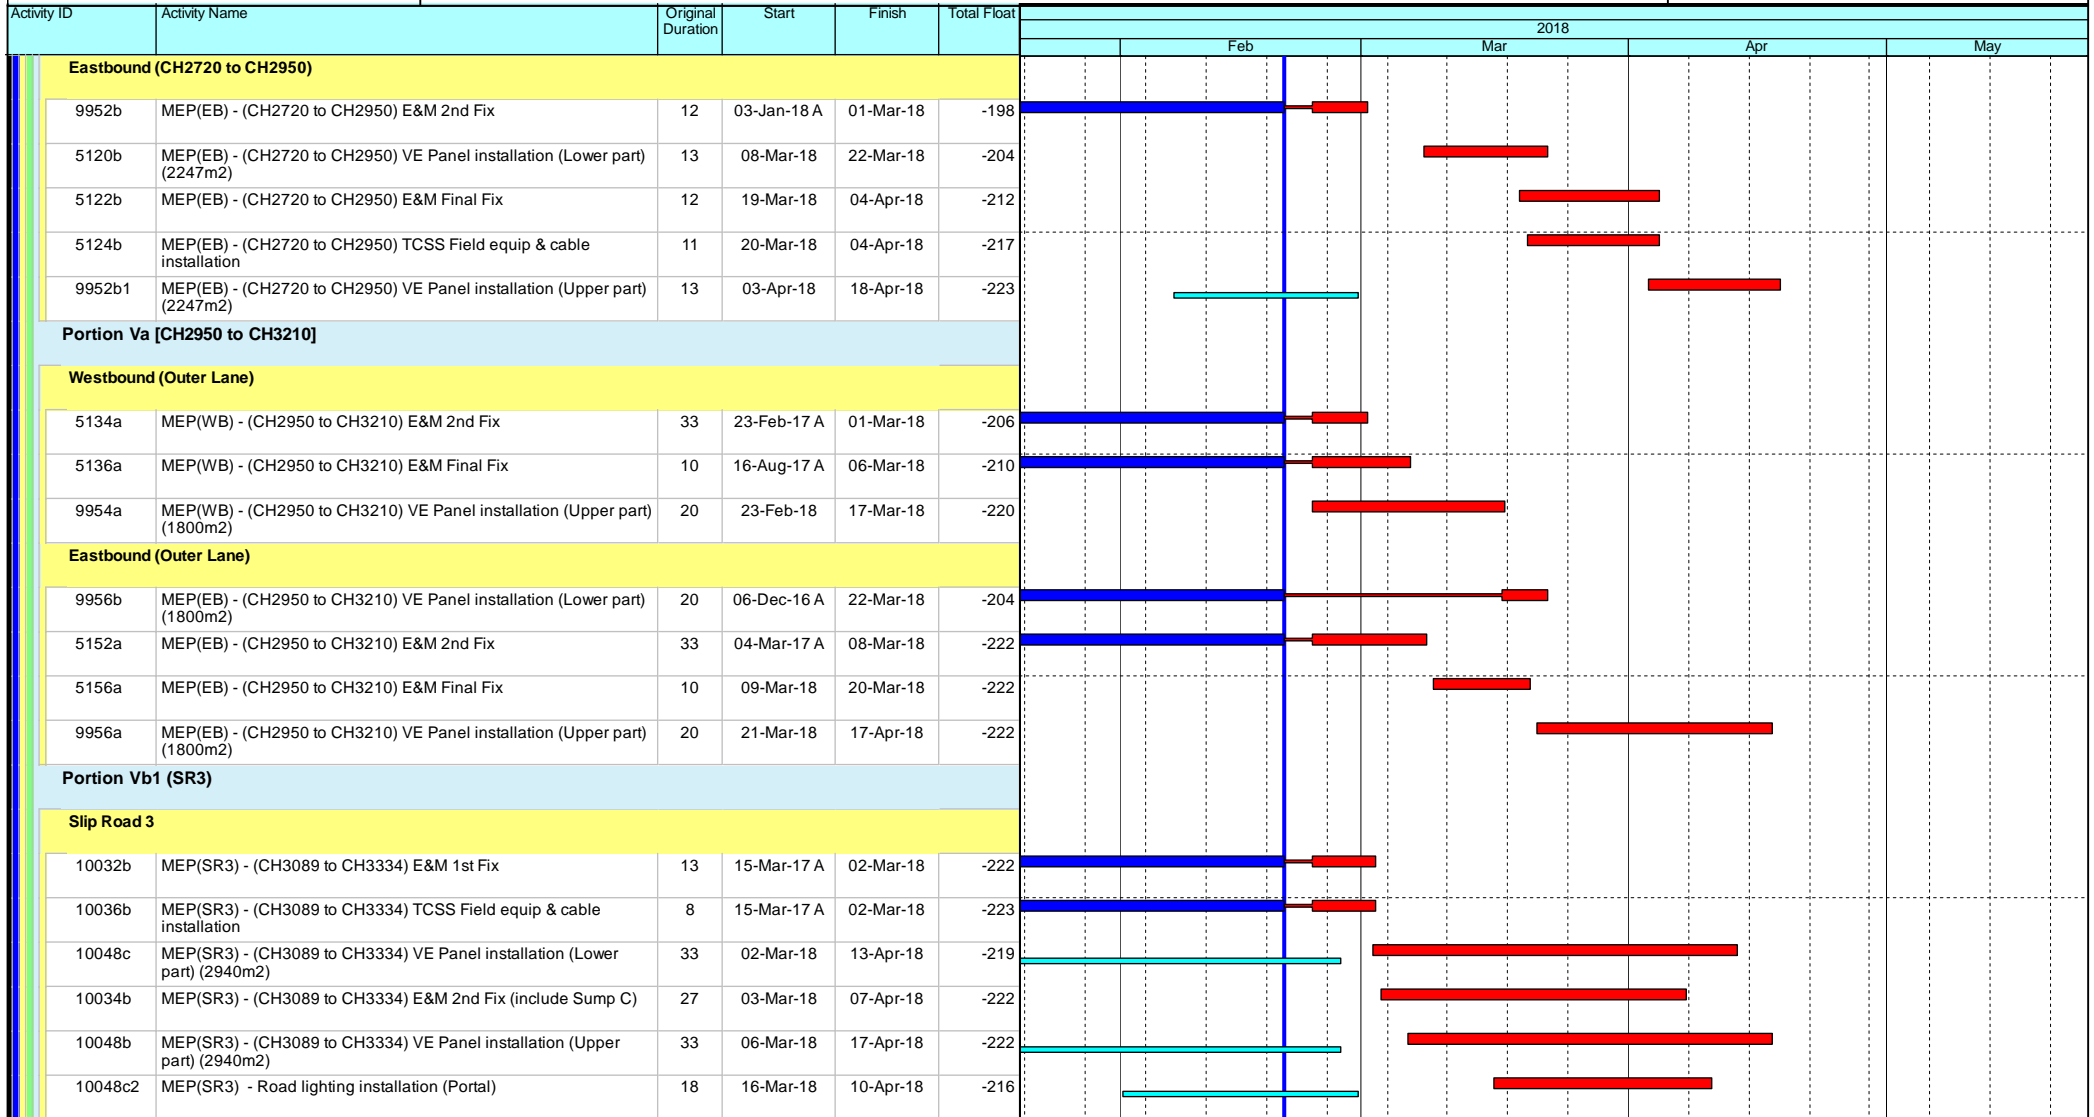 Activity ID Activity Name Original Duration Start Finish Total Float
2018
Feb Mar Apr May
Eastbound (CH2720 to CH2950)
9952b MEP(EB) - (CH2720 to CH2950) E&M 2nd Fix 12 03-Jan-18 A 01-Mar-18 -198
5120b MEP(EB) - (CH2720 to CH2950) VE Panel installation (Lower part) 13 08-Mar-18 22-Mar-18 -204
(2247m2)
5122b MEP(EB) - (CH2720 to CH2950) E&M Final Fix 12 19-Mar-18 04-Apr-18 -212
5124b MEP(EB) - (CH2720 to CH2950) TCSS Field equip & cable 11 20-Mar-18 04-Apr-18 -217
installation
9952b1 MEP(EB) - (CH2720 to CH2950) VE Panel installation (Upper part) 13 03-Apr-18 18-Apr-18 -223
(2247m2)
Portion Va [CH2950 to CH3210]
Westbound (Outer Lane)
5134a MEP(WB) - (CH2950 to CH3210) E&M 2nd Fix 33 23-Feb-17 A 01-Mar-18 -206
5136a MEP(WB) - (CH2950 to CH3210) E&M Final Fix 10 16-Aug-17 A 06-Mar-18 -210
9954a MEP(WB) - (CH2950 to CH3210) VE Panel installation (Upper part) 20 23-Feb-18 17-Mar-18 -220
(1800m2)
Eastbound (Outer Lane)
9956b MEP(EB) - (CH2950 to CH3210) VE Panel installation (Lower part) 20 06-Dec-16 A 22-Mar-18 -204
(1800m2)
5152a MEP(EB) - (CH2950 to CH3210) E&M 2nd Fix 33 04-Mar-17 A 08-Mar-18 -222
5156a MEP(EB) - (CH2950 to CH3210) E&M Final Fix 10 09-Mar-18 20-Mar-18 -222
9956a MEP(EB) - (CH2950 to CH3210) VE Panel installation (Upper part) 20 21-Mar-18 17-Apr-18 -222
(1800m2)
Portion Vb1 (SR3)
Slip Road 3
10032b MEP(SR3) - (CH3089 to CH3334) E&M 1st Fix 13 15-Mar-17 A 02-Mar-18 -222
10036b MEP(SR3) - (CH3089 to CH3334) TCSS Field equip & cable 8 15-Mar-17 A 02-Mar-18 -223
installation
10048c MEP(SR3) - (CH3089 to CH3334) VE Panel installation (Lower 33 02-Mar-18 13-Apr-18 -219
part) (2940m2)
10034b MEP(SR3) - (CH3089 to CH3334) E&M 2nd Fix (include Sump C) 27 03-Mar-18 07-Apr-18 -222
10048b MEP(SR3) - (CH3089 to CH3334) VE Panel installation (Upper 33 06-Mar-18 17-Apr-18 -222
part) (2940m2)
10048c2 MEP(SR3) - Road lighting installation (Portal) 18 16-Mar-18 10-Apr-18 -216